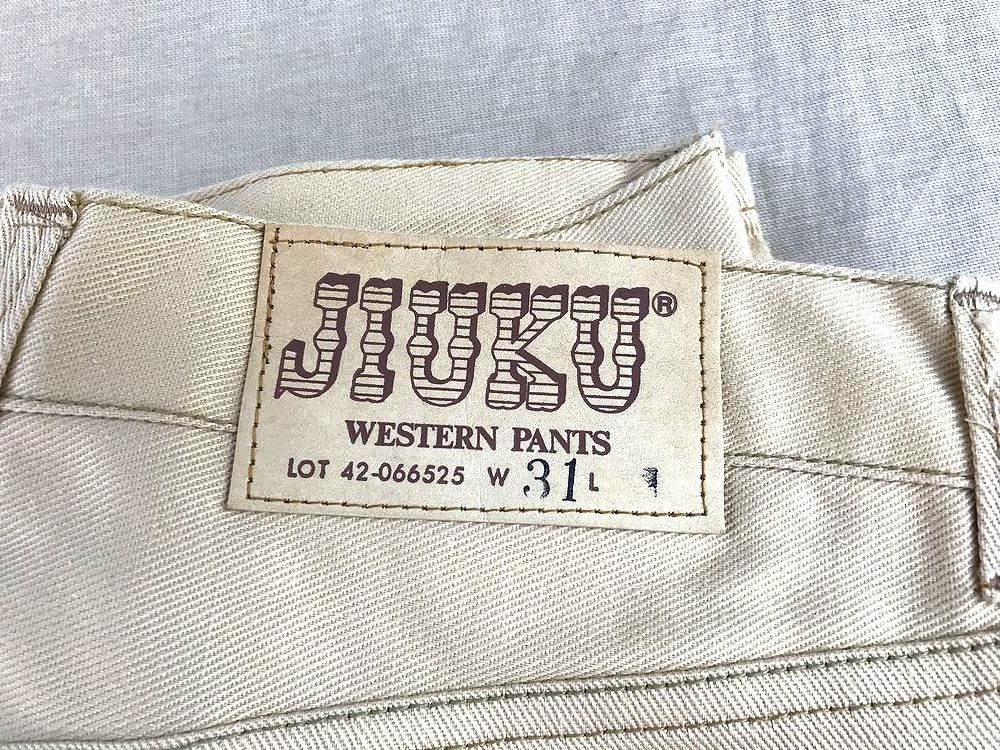 JIUKU®
WESTERN PANTS
LOT 42-066525 W 31 L